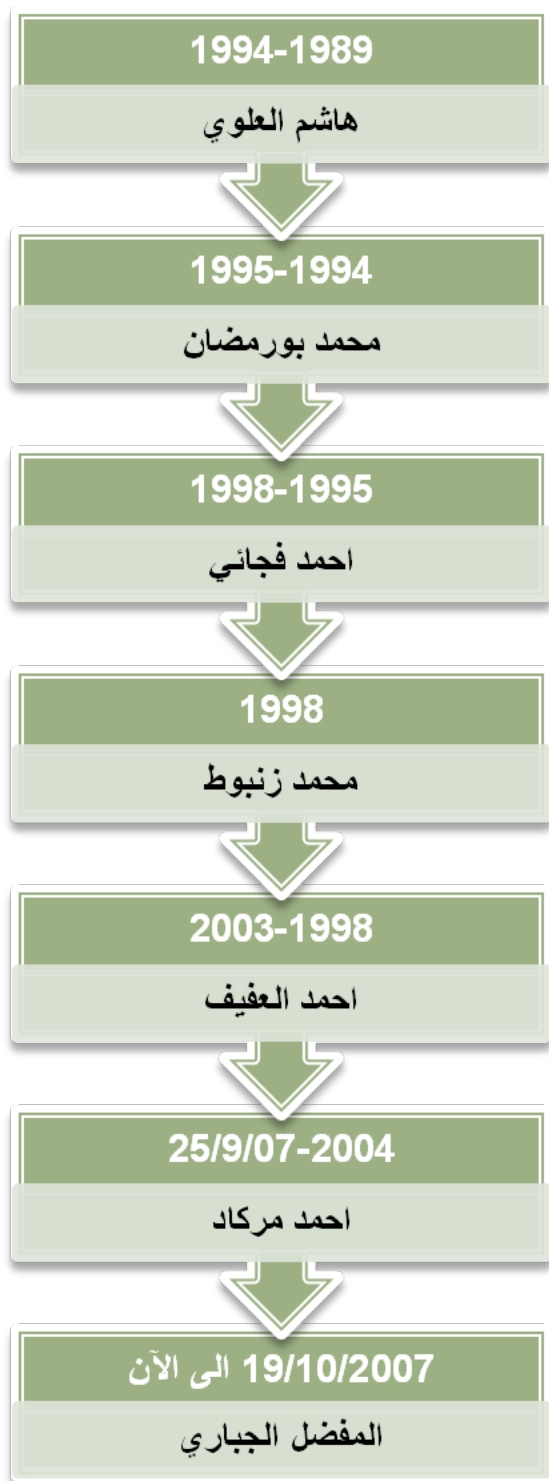 1994-1989
هاشم العلوي
1995-1994
محمد بورمضان
1998-1995
احمد فجائي
1998
محمد زنبوط
2003-1998
احمد العفيف
25/9/07-2004
احمد مركاد
19/10/2007 الى الآن
المفضل الجباري